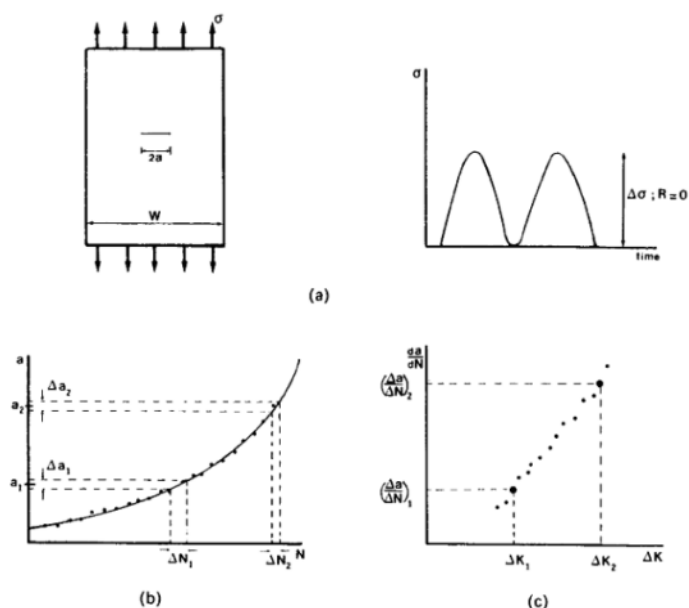 σ
2a
W
σ
Δσ ; R = 0
time
(a)
a
Δa₂
a₂
Δa₁
a₁
ΔN₁
ΔN₂
N
(b)
da
dN
(Δa/ΔN)₂
(Δa/ΔN)₁
ΔK₁
ΔK₂
ΔK
(c)